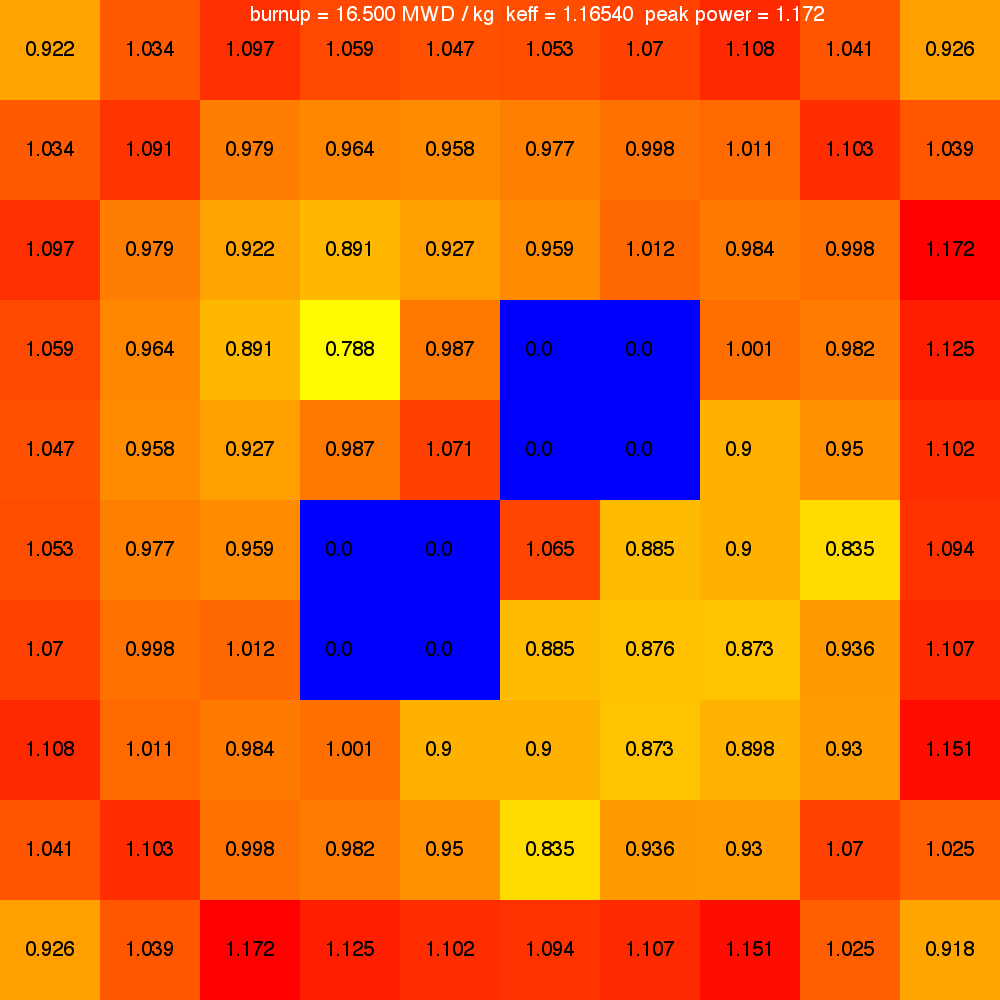 burnup = 16.500 MWD / kg keff = 1.16540 peak power = 1.172
0.922 1.034 1.097 1.059 1.047 1.053 1.07 1.108 1.041 0.926
1.034 1.091 0.979 0.964 0.958 0.977 0.998 1.011 1.103 1.039
1.097 0.979 0.922 0.891 0.927 0.959 1.012 0.984 0.998 1.172
1.059 0.964 0.891 0.788 0.987 0.0 0.0 1.001 0.982 1.125
1.047 0.958 0.927 0.987 1.071 0.0 0.0 0.9 0.95 1.102
1.053 0.977 0.959 0.0 0.0 1.065 0.885 0.9 0.835 1.094
1.07 0.998 1.012 0.0 0.0 0.885 0.876 0.873 0.936 1.107
1.108 1.011 0.984 1.001 0.9 0.9 0.873 0.898 0.93 1.151
1.041 1.103 0.998 0.982 0.95 0.835 0.936 0.93 1.07 1.025
0.926 1.039 1.172 1.125 1.102 1.094 1.107 1.151 1.025 0.918